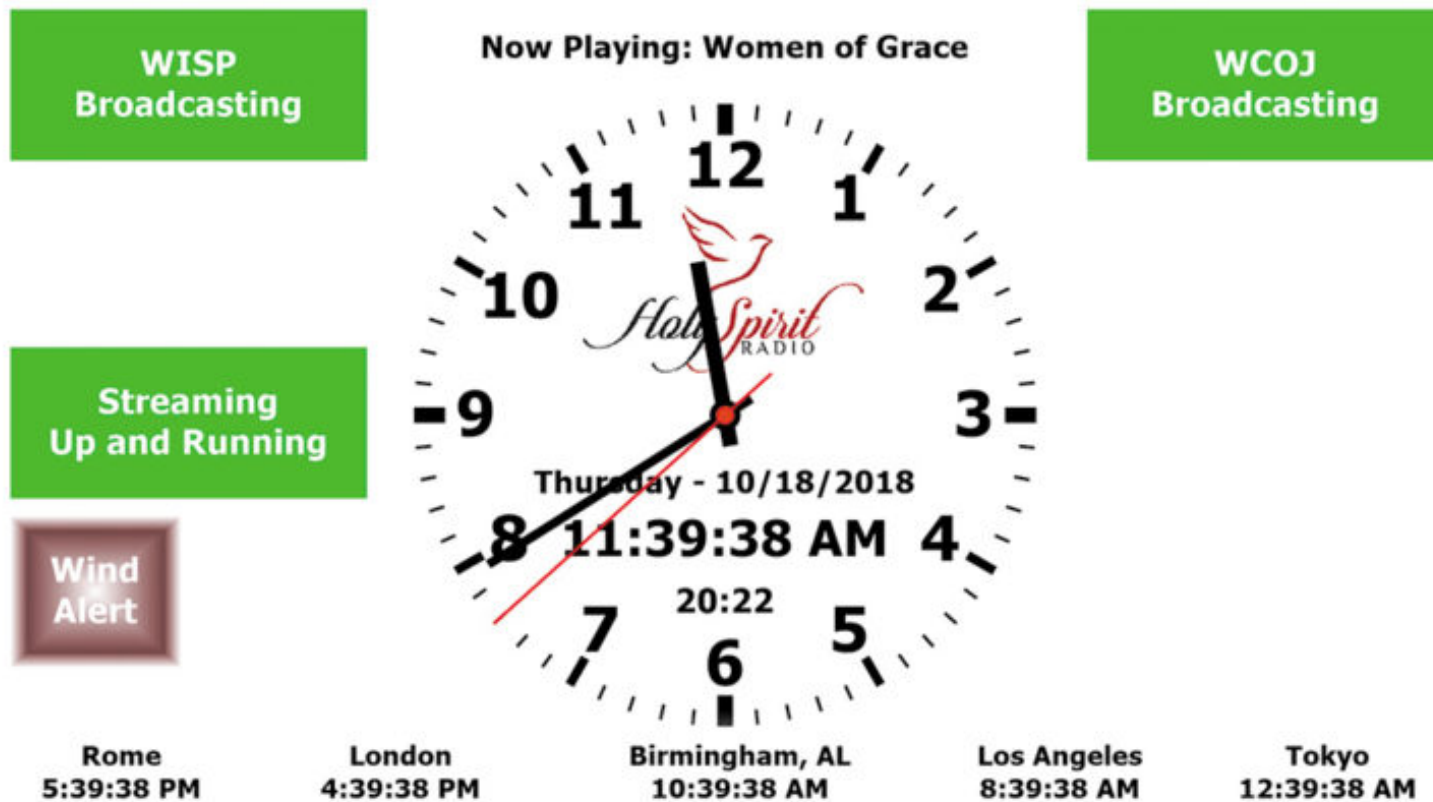 WISP
Broadcasting
Now Playing: Women of Grace
WCOJ
Broadcasting
12
1
2
3
4
5
6
7
8
9
10
11
Holy Spirit
RADIO
Streaming
Up and Running
Thursday - 10/18/2018
11:39:38 AM
20:22
Wind
Alert
Rome
5:39:38 PM
London
4:39:38 PM
Birmingham, AL
10:39:38 AM
Los Angeles
8:39:38 AM
Tokyo
12:39:38 AM